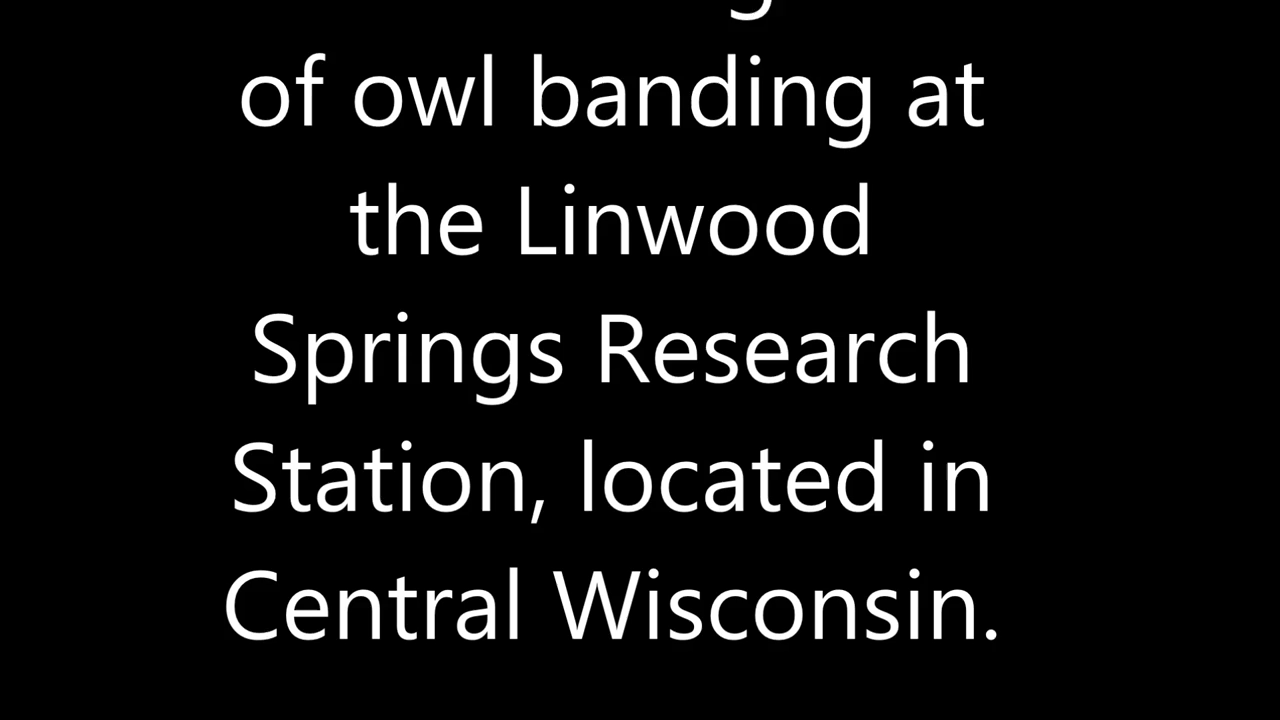 of owl banding at
the Linwood
Springs Research
Station, located in
Central Wisconsin.